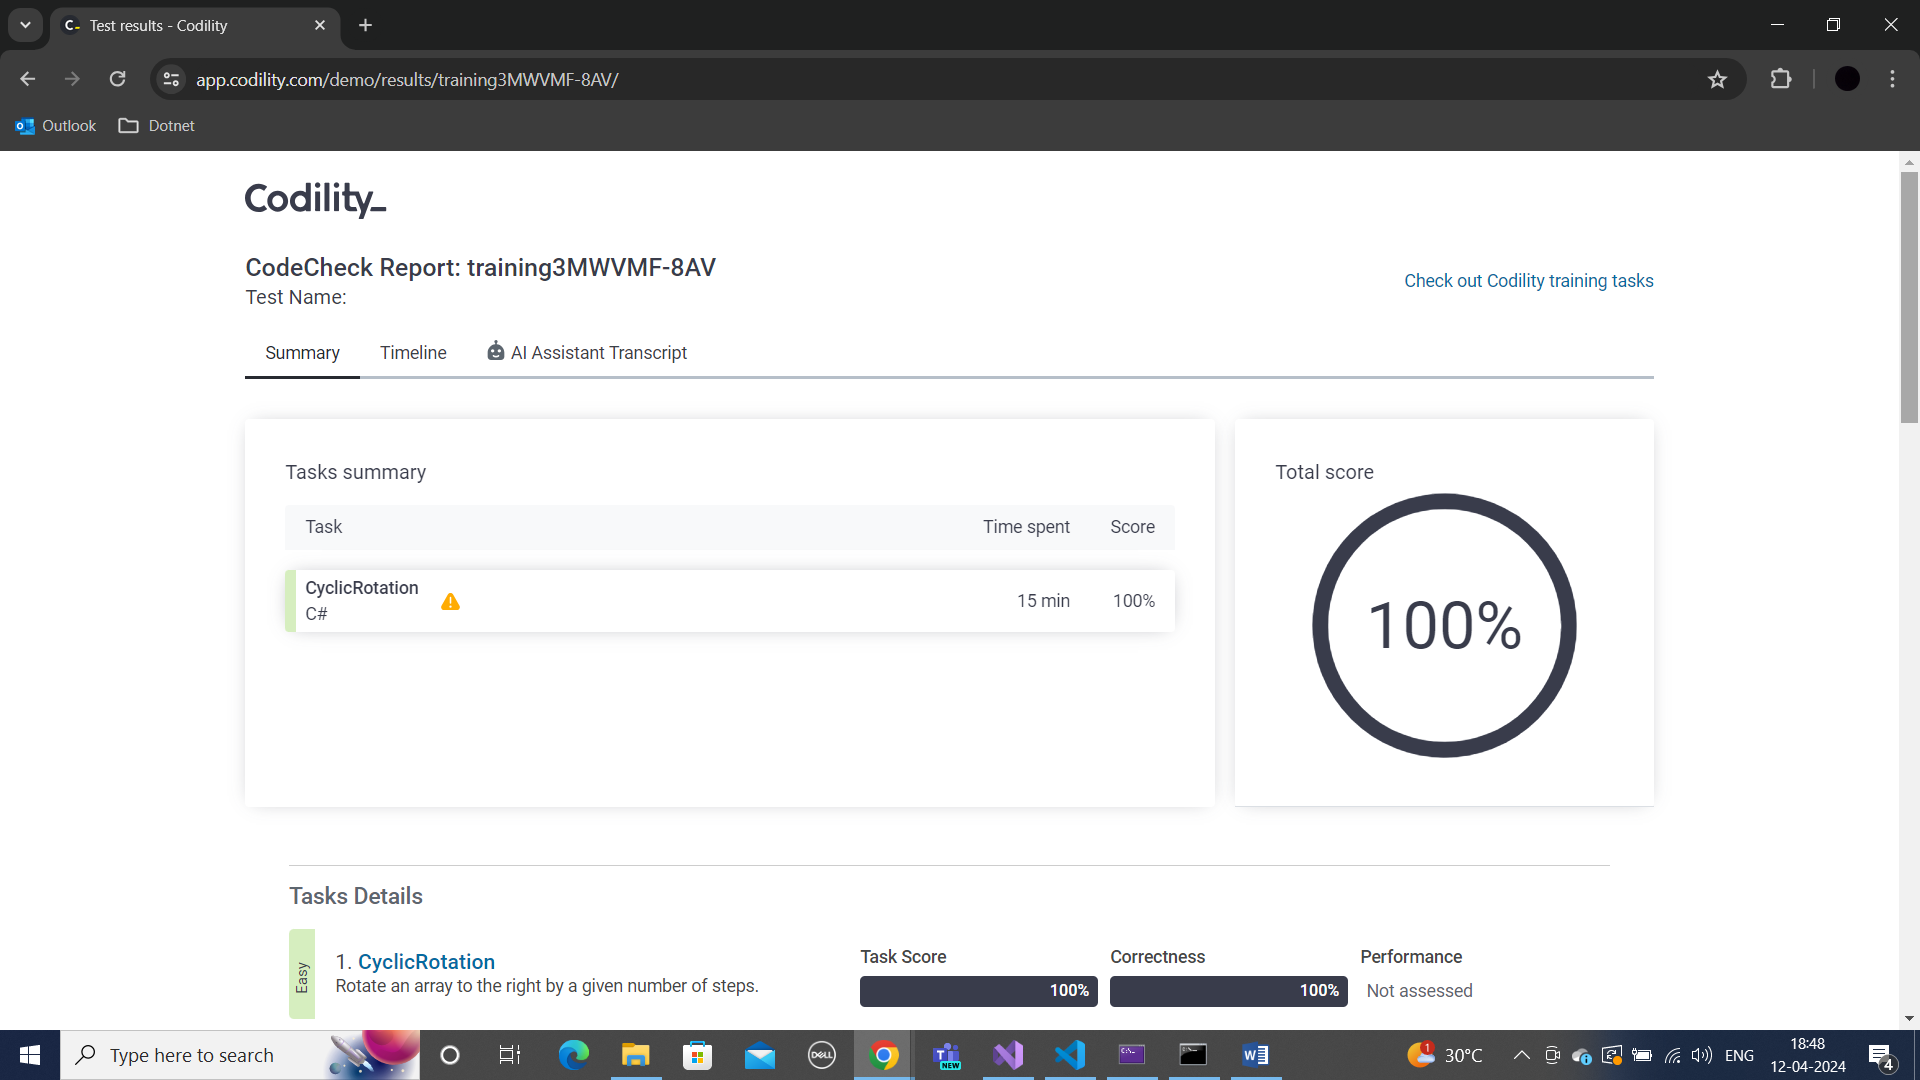 Test results - Codility
app.codility.com/demo/results/training3MWVMF-8AV/
Outlook
Dotnet
Codility_
CodeCheck Report: training3MWVMF-8AV
Test Name:
Check out Codility training tasks
Summary
Timeline
AI Assistant Transcript
Tasks summary
Task
Time spent
Score
CyclicRotation
C#
15 min
100%
Total score
100%
Tasks Details
Easy
1. CyclicRotation
Rotate an array to the right by a given number of steps.
Task Score
100%
Correctness
100%
Performance
Not assessed
Type here to search
DELL
NEW
1
30°C
ENG
18:48
12-04-2024
4